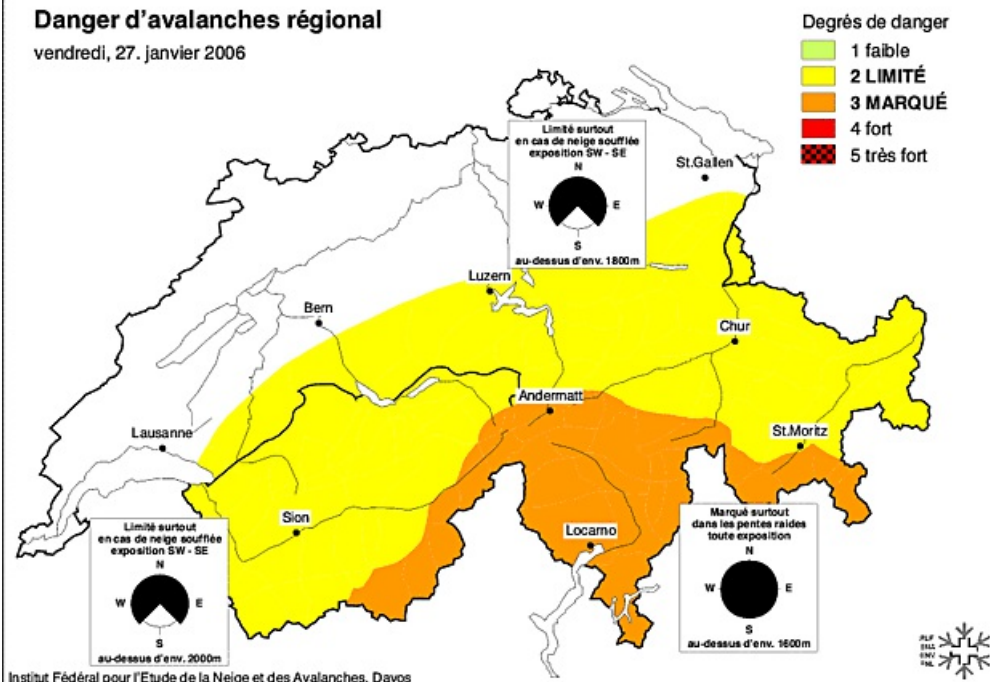 Danger d'avalanches régional
vendredi, 27. janvier 2006
Degrés de danger
1 faible
2 LIMITÉ
3 MARQUÉ
4 fort
5 très fort
Limité surtout
en cas de neige soufflée
exposition SW - SE
N
W E
S
au-dessus d'env. 1800m
St.Gallen
Luzern
Bern
Chur
Andermatt
Lausanne
St.Moritz
Sion
Locarno
Limité surtout
en cas de neige soufflée
exposition SW - SE
N
W E
S
au-dessus d'env. 2000m
Marqué surtout
dans les pentes raides
toute exposition
N
W E
S
au-dessus d'env. 1600m
Institut Fédéral pour l'Etude de la Neige et des Avalanches, Davos